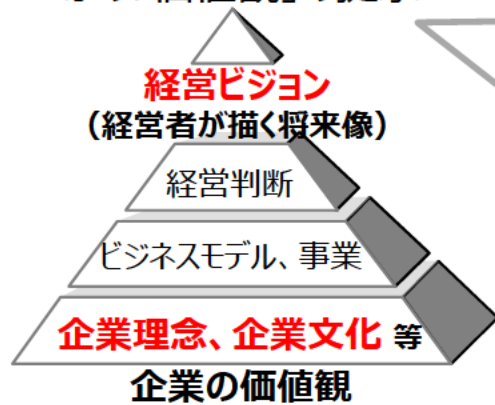 経営ビジョン
（経営者が描く将来像）
経営判断
ビジネスモデル、事業
企業理念、企業文化 等
企業の価値観